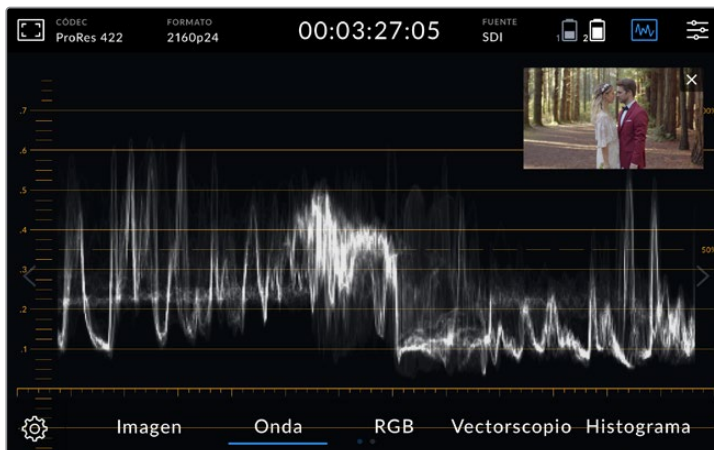 CÓDEC FORMATO 00:03:27:05 FUENTE
ProRes 422 2160p24 SDI 1 2
.7
.6
.5
.4
50%
.3
.2
.1
Imagen Onda RGB Vectorscopio Histograma